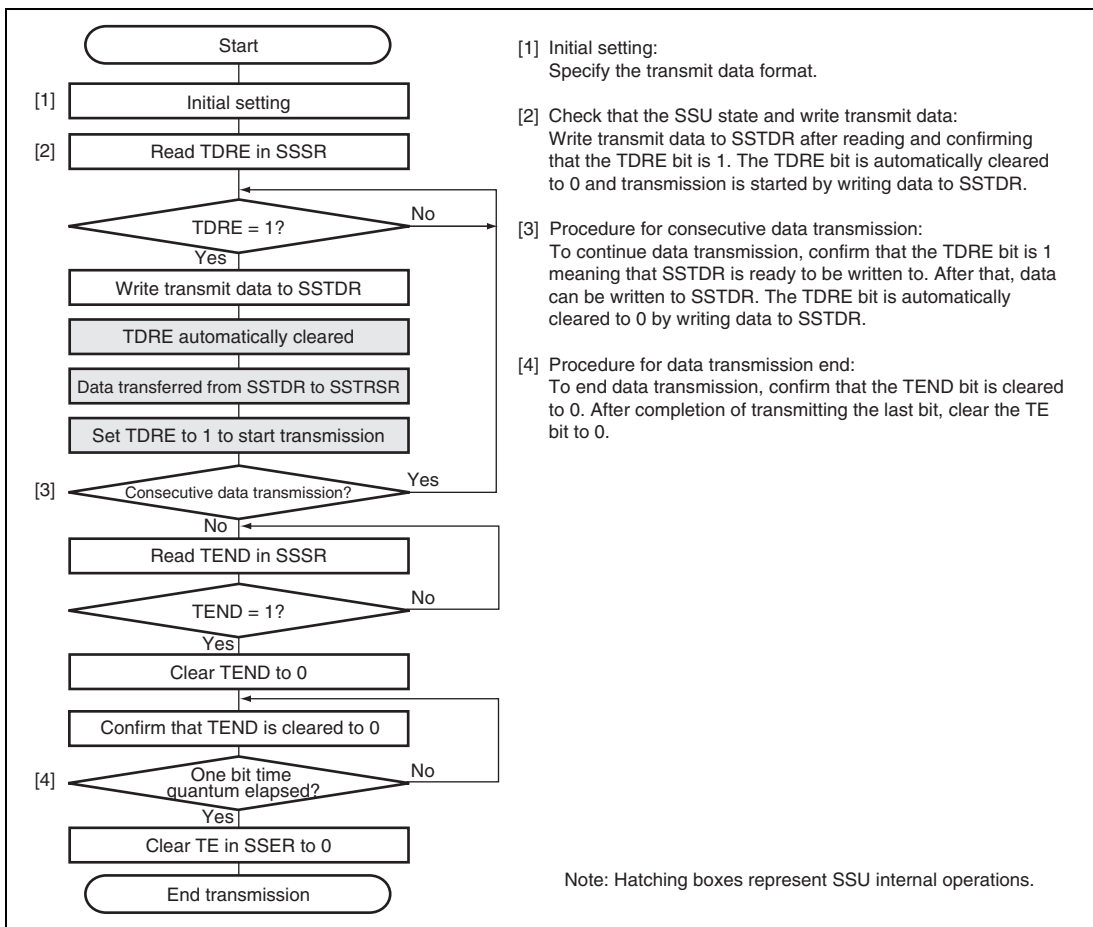 Start
[1] Initial setting
[2] Read TDRE in SSSR
TDRE = 1?
No
Yes
Write transmit data to SSTDR
TDRE automatically cleared
Data transferred from SSTDR to SSTRSR
Set TDRE to 1 to start transmission
[3] Consecutive data transmission?
Yes
No
Read TEND in SSSR
TEND = 1?
No
Yes
Clear TEND to 0
Confirm that TEND is cleared to 0
[4] One bit time
quantum elapsed?
No
Yes
Clear TE in SSER to 0
End transmission
[1] Initial setting:
Specify the transmit data format.
[2] Check that the SSU state and write transmit data:
Write transmit data to SSTDR after reading and confirming
that the TDRE bit is 1. The TDRE bit is automatically cleared
to 0 and transmission is started by writing data to SSTDR.
[3] Procedure for consecutive data transmission:
To continue data transmission, confirm that the TDRE bit is 1
meaning that SSTDR is ready to be written to. After that, data
can be written to SSTDR. The TDRE bit is automatically
cleared to 0 by writing data to SSTDR.
[4] Procedure for data transmission end:
To end data transmission, confirm that the TEND bit is cleared
to 0. After completion of transmitting the last bit, clear the TE
bit to 0.
Note: Hatching boxes represent SSU internal operations.